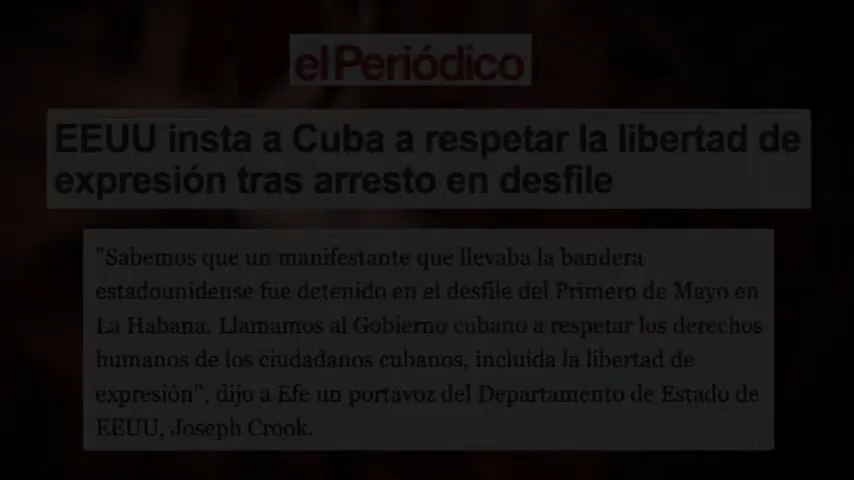 elPeriódico
EEUU insta a Cuba a respetar la libertad de
expresión tras arresto en desfile
"Sabemos que un manifestante que llevaba la bandera
estadounidense fue detenido en el desfile del Primero de Mayo en
La Habana. Llamamos al Gobierno cubano a respetar los derechos
humanos de los ciudadanos cubanos, incluida la libertad de
expresión", dijo a Efe un portavoz del Departamento de Estado de
EEUU, Joseph Crook.